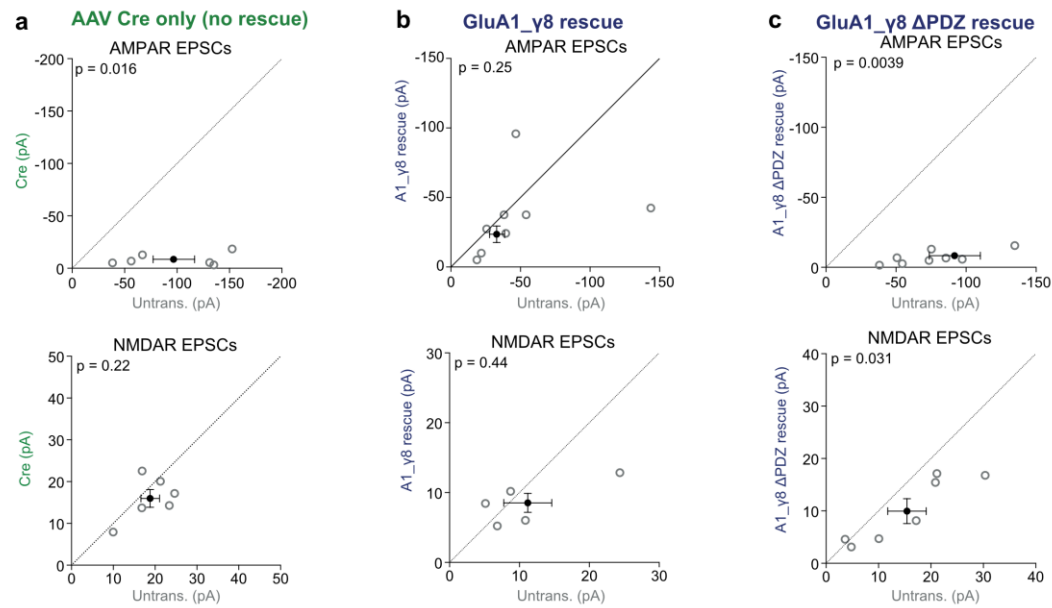 a
AAV Cre only (no rescue)
AMPAR EPSCs
p = 0.016
-200
-150
-100
-50
0
Cre (pA)
0
-50
-100
-150
-200
Untrans. (pA)
NMDAR EPSCs
p = 0.22
50
40
30
20
10
0
Cre (pA)
0
10
20
30
40
50
Untrans. (pA)
b
GluA1_γ8 rescue
AMPAR EPSCs
p = 0.25
-150
-100
-50
0
A1_γ8 rescue (pA)
0
-50
-100
-150
Untrans. (pA)
NMDAR EPSCs
p = 0.44
30
20
10
0
A1_γ8 rescue (pA)
0
10
20
30
Untrans. (pA)
c
GluA1_γ8 ΔPDZ rescue
AMPAR EPSCs
p = 0.0039
-150
-100
-50
0
A1_γ8 ΔPDZ rescue (pA)
0
-50
-100
-150
Untrans. (pA)
NMDAR EPSCs
p = 0.031
40
30
20
10
0
A1_γ8 ΔPDZ rescue (pA)
0
10
20
30
40
Untrans. (pA)